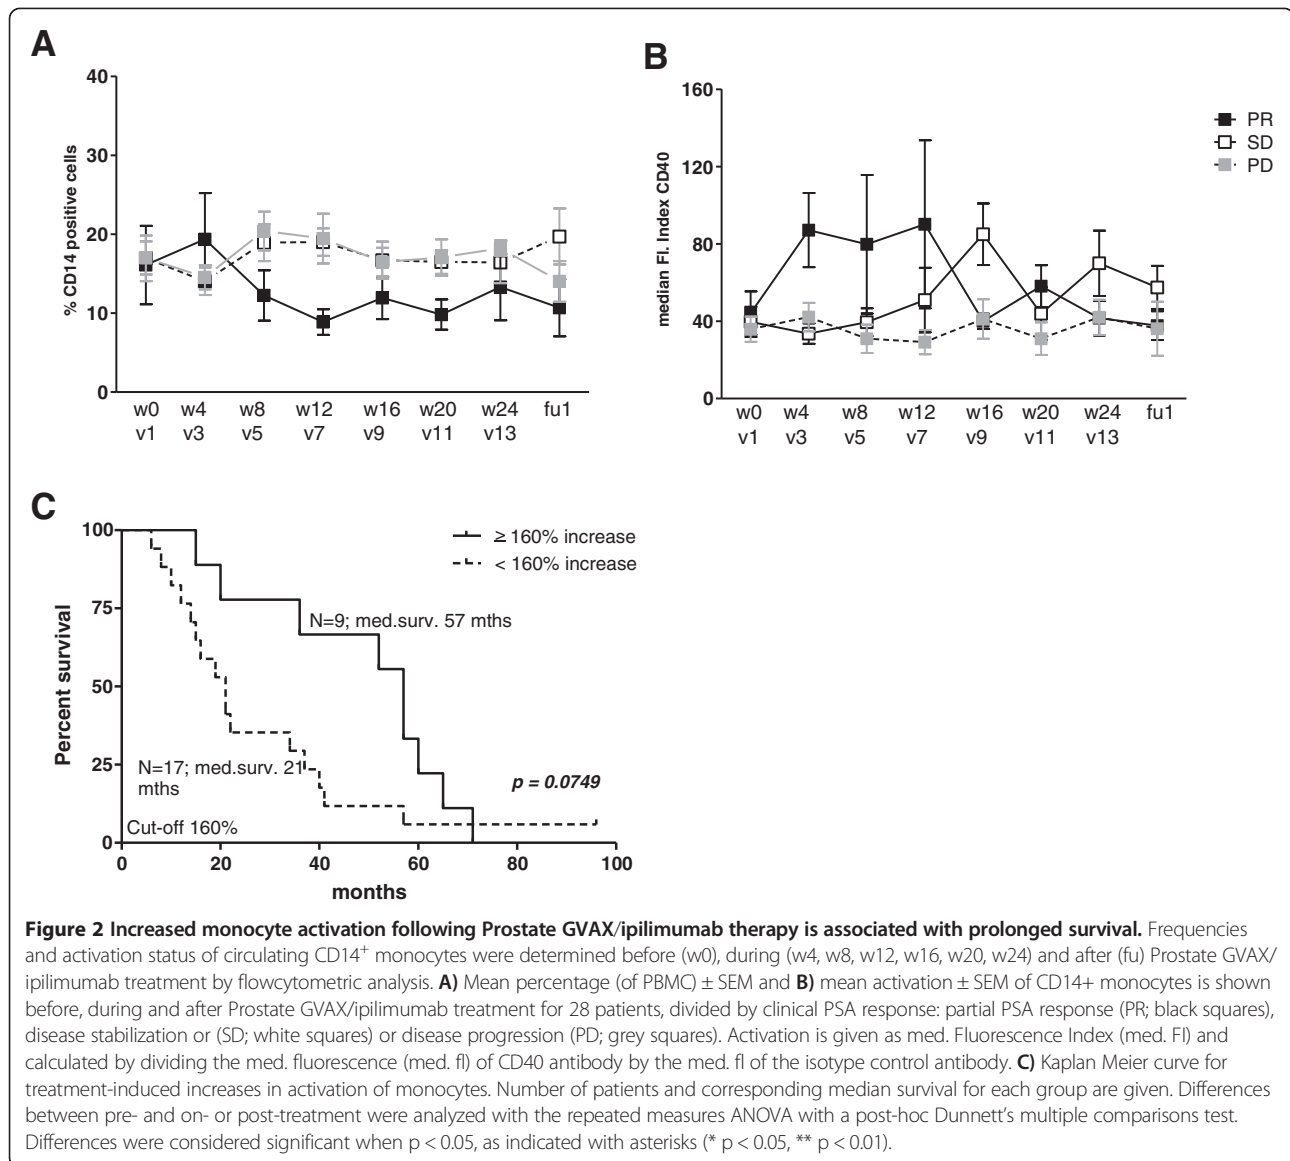 A
40
30
20
10
0
% CD14 positive cells
w0 w4 w8 w12 w16 w20 w24 fu1
v1 v3 v5 v7 v9 v11 v13
B
160
120
80
40
0
median Fl. Index CD40
w0 w4 w8 w12 w16 w20 w24 fu1
v1 v3 v5 v7 v9 v11 v13
PR
SD
PD
C
100
75
50
25
0
Percent survival
≥ 160% increase
< 160% increase
N=9; med.surv. 57 mths
N=17; med.surv. 21
mths
p = 0.0749
Cut-off 160%
0 20 40 60 80 100
months
Figure 2 Increased monocyte activation following Prostate GVAX/ipilimumab therapy is associated with prolonged survival. Frequencies
and activation status of circulating CD14+ monocytes were determined before (w0), during (w4, w8, w12, w16, w20, w24) and after (fu) Prostate GVAX/
ipilimumab treatment by flowcytometric analysis. A) Mean percentage (of PBMC) ± SEM and B) mean activation ± SEM of CD14+ monocytes is shown
before, during and after Prostate GVAX/ipilimumab treatment for 28 patients, divided by clinical PSA response: partial PSA response (PR; black squares),
disease stabilization or (SD; white squares) or disease progression (PD; grey squares). Activation is given as med. Fluorescence Index (med. FI) and
calculated by dividing the med. fluorescence (med. fl) of CD40 antibody by the med. fl of the isotype control antibody. C) Kaplan Meier curve for
treatment-induced increases in activation of monocytes. Number of patients and corresponding median survival for each group are given. Differences
between pre- and on- or post-treatment were analyzed with the repeated measures ANOVA with a post-hoc Dunnett's multiple comparisons test.
Differences were considered significant when p < 0.05, as indicated with asterisks (* p < 0.05, ** p < 0.01).